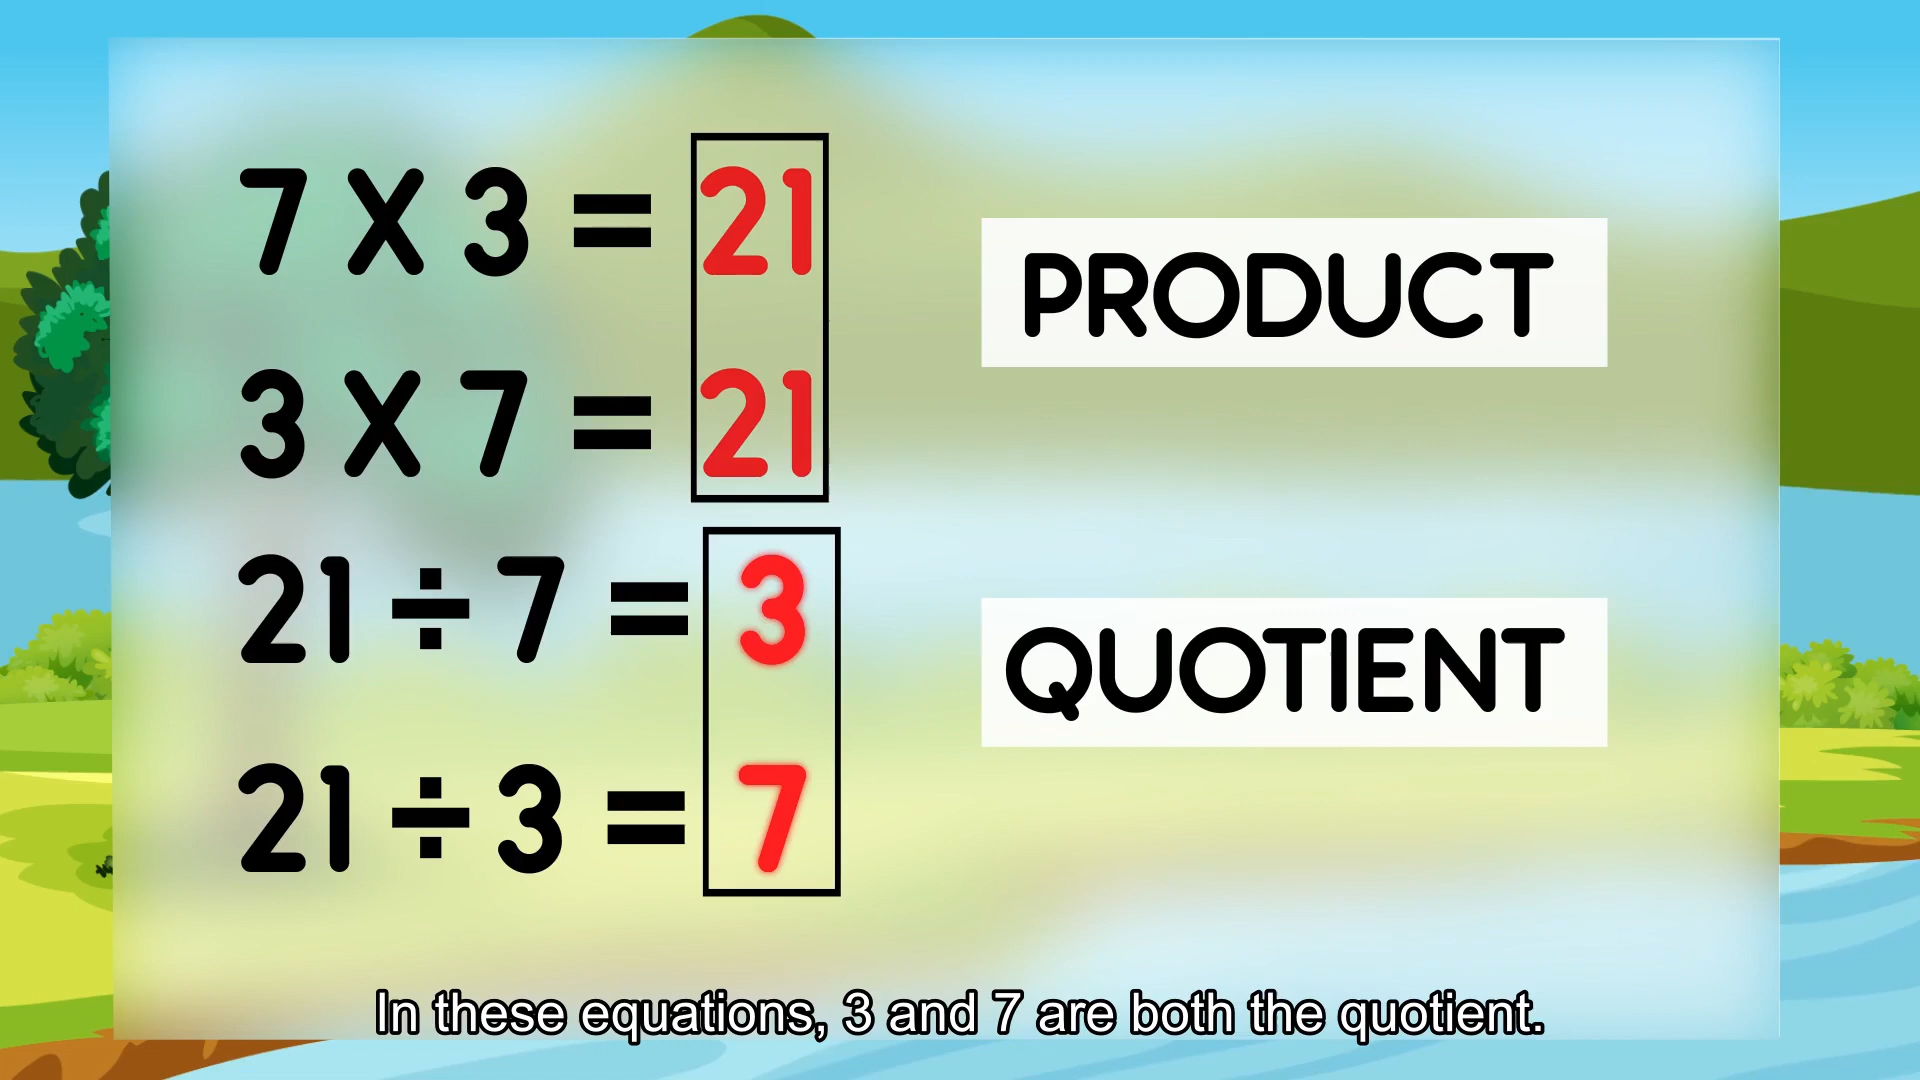 7 X 3 = 21
3 X 7 = 21
PRODUCT
21 ÷ 7 = 3
21 ÷ 3 = 7
QUOTIENT
In these equations, 3 and 7 are both the quotient.